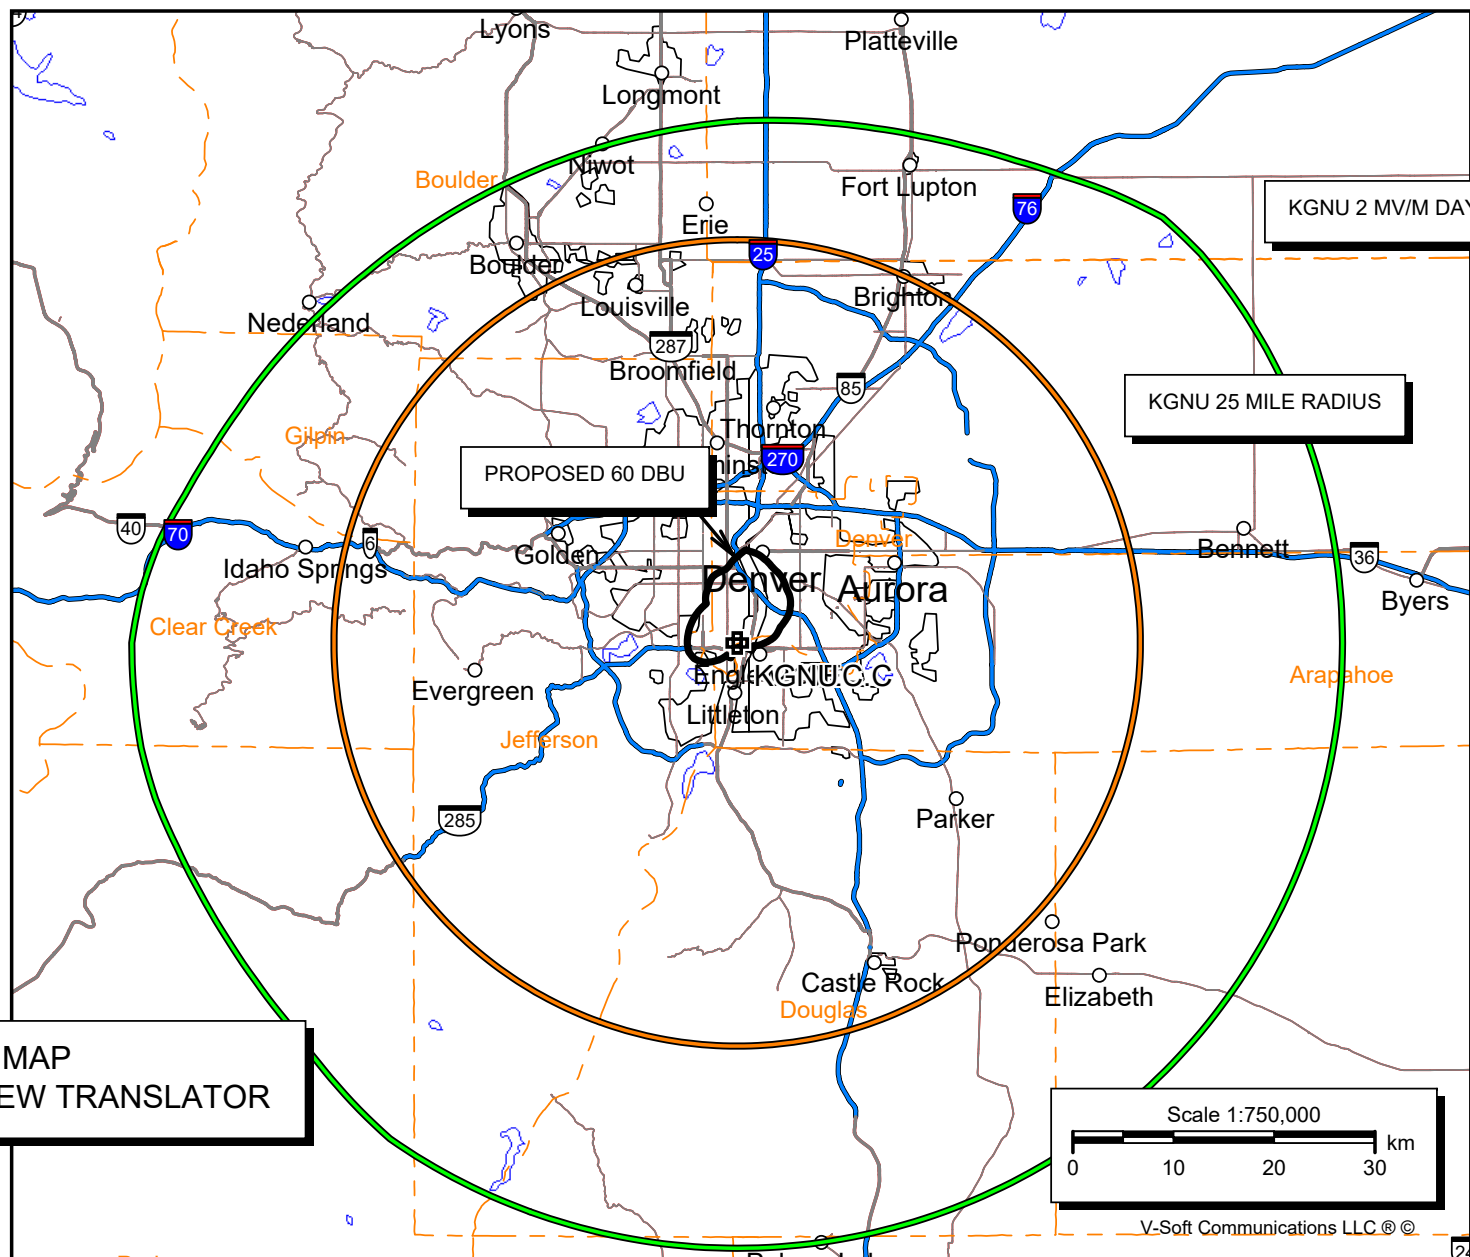 Lyons
Platteville
Longmont
Niwot
Boulder
Fort Lupton
KGNU 2 MV/M DAY
76
Erie
25
Boulder
Louisville
Brighton
Nederland
287
Broomfield
85
KGNU 25 MILE RADIUS
Thornton
Gilpin
270
PROPOSED 60 DBU
40
70
6
Golden
Denver
Bennett
36
Idaho Springs
Denver
Aurora
Byers
Clear Creek
KGNU.C.C
Arapahoe
Evergreen
Littleton
Jefferson
285
Parker
Ponderosa Park
Castle Rock
Elizabeth
Douglas
MAP
EW TRANSLATOR
Scale 1:750,000
km
0 10 20 30
V-Soft Communications LLC ® ©